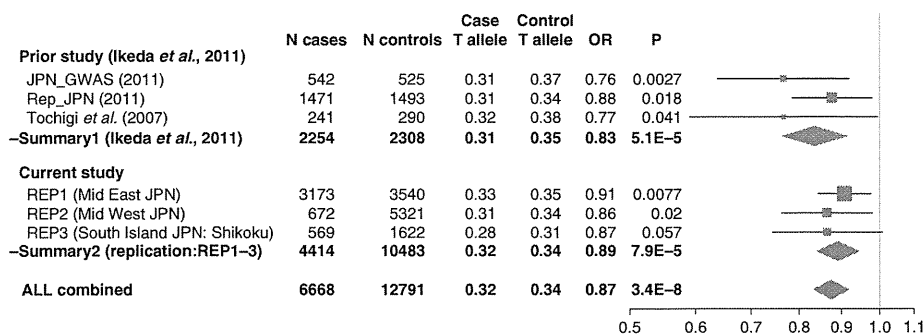 Case Control
N cases N controls T allele T allele OR P
Prior study (Ikeda et al., 2011)
JPN_GWAS (2011) 542 525 0.31 0.37 0.76 0.0027
Rep_JPN (2011) 1471 1493 0.31 0.34 0.88 0.018
Tochigi et al. (2007) 241 290 0.32 0.38 0.77 0.041
–Summary1 (Ikeda et al., 2011) 2254 2308 0.31 0.35 0.83 5.1E–5
Current study
REP1 (Mid East JPN) 3173 3540 0.33 0.35 0.91 0.0077
REP2 (Mid West JPN) 672 5321 0.31 0.34 0.86 0.02
REP3 (South Island JPN: Shikoku) 569 1622 0.28 0.31 0.87 0.057
–Summary2 (replication:REP1–3) 4414 10483 0.32 0.34 0.89 7.9E–5
ALL combined 6668 12791 0.32 0.34 0.87 3.4E–8
0.5 0.6 0.7 0.8 0.9 1.0 1.1